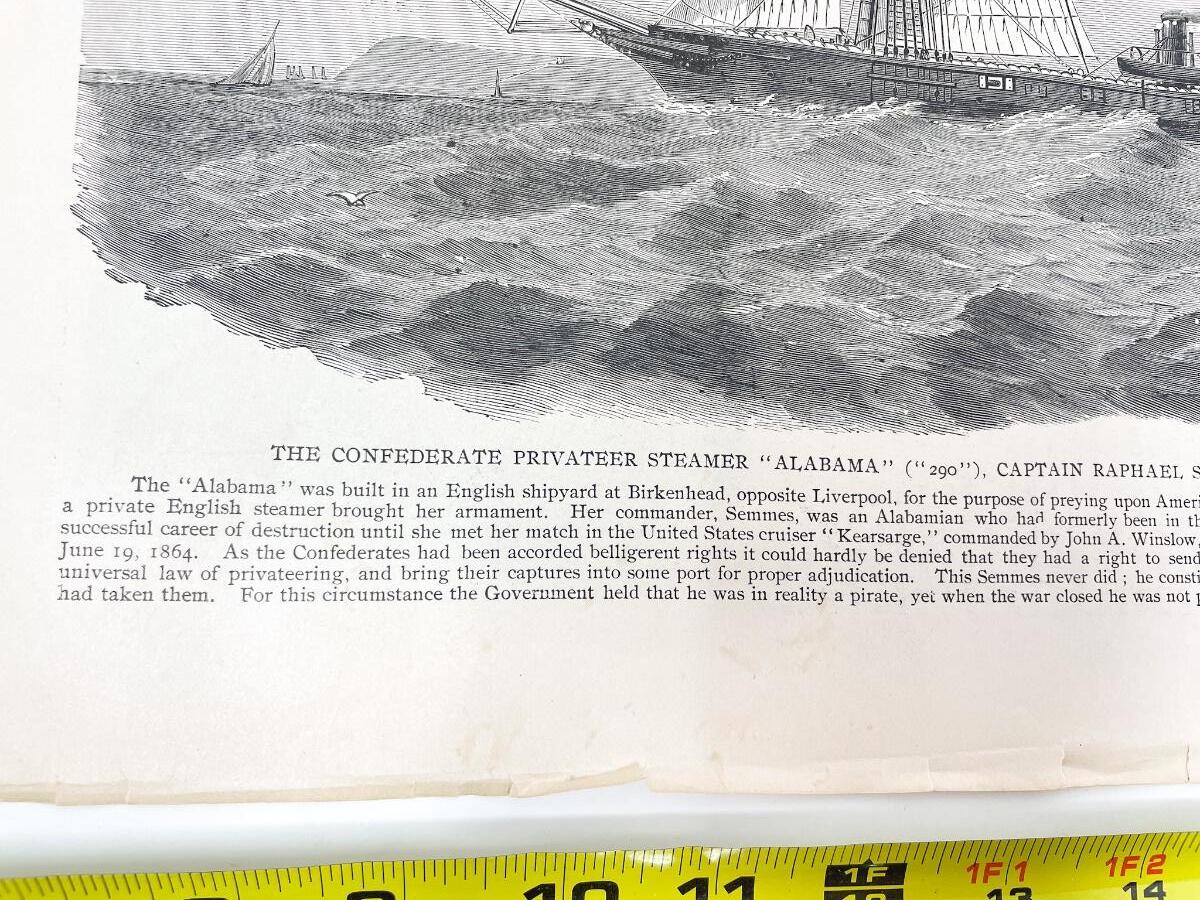 THE CONFEDERATE PRIVATEER STEAMER “ALABAMA” (“290”), CAPTAIN RAPHAEL S
The “Alabama” was built in an English shipyard at Birkenhead, opposite Liverpool, for the purpose of preying upon Ameri
a private English steamer brought her armament. Her commander, Semmes, was an Alabamian who had formerly been in th
successful career of destruction until she met her match in the United States cruiser “Kearsarge,” commanded by John A. Winslow,
June 19, 1864. As the Confederates had been accorded belligerent rights it could hardly be denied that they had a right to send
universal law of privateering, and bring their captures into some port for proper adjudication. This Semmes never did; he consti
had taken them. For this circumstance the Government held that he was in reality a pirate, yet when the war closed he was not p
1F 1F1 1F2
10 11 13 14